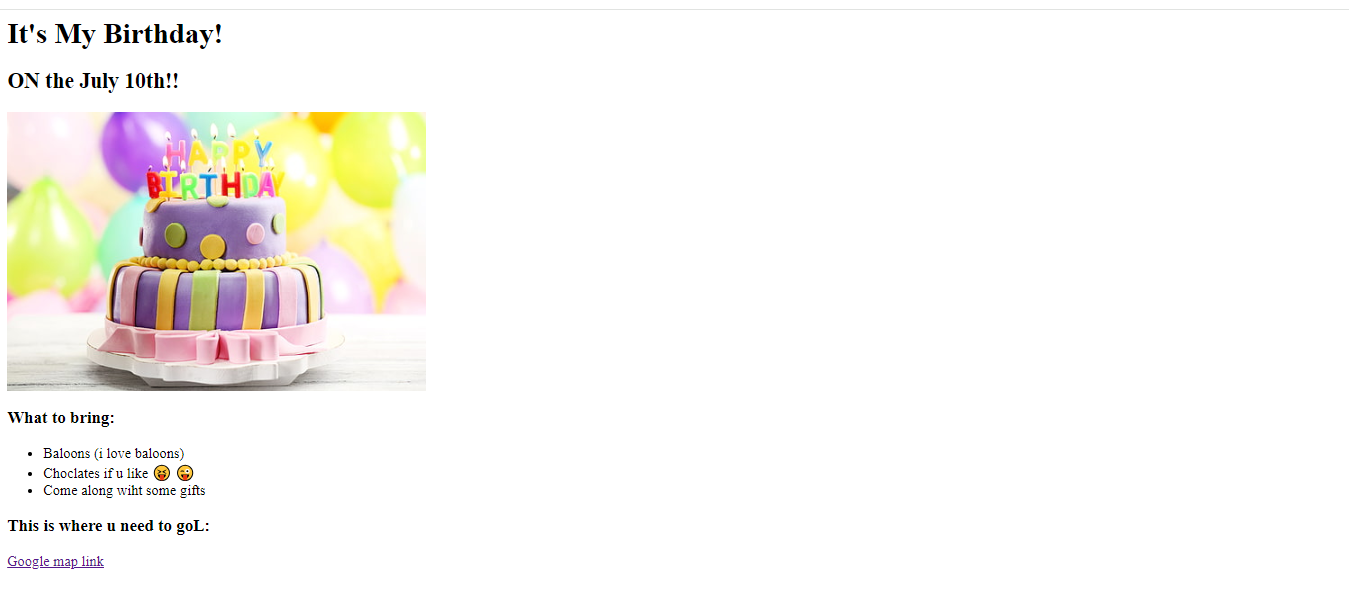 It's My Birthday!
ON the July 10th!!
HAPPY
BIRTHDAY
What to bring:
Baloons (i love baloons)
Choclates if u like 😆 😜
Come along wiht some gifts
This is where u need to goL:
Google map link